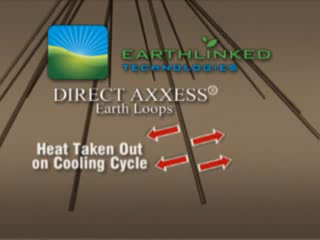 EARTHLINKED
TECHNOLOGIES
DIRECT AXXESS®
Earth Loops
Heat Taken Out
on Cooling Cycle